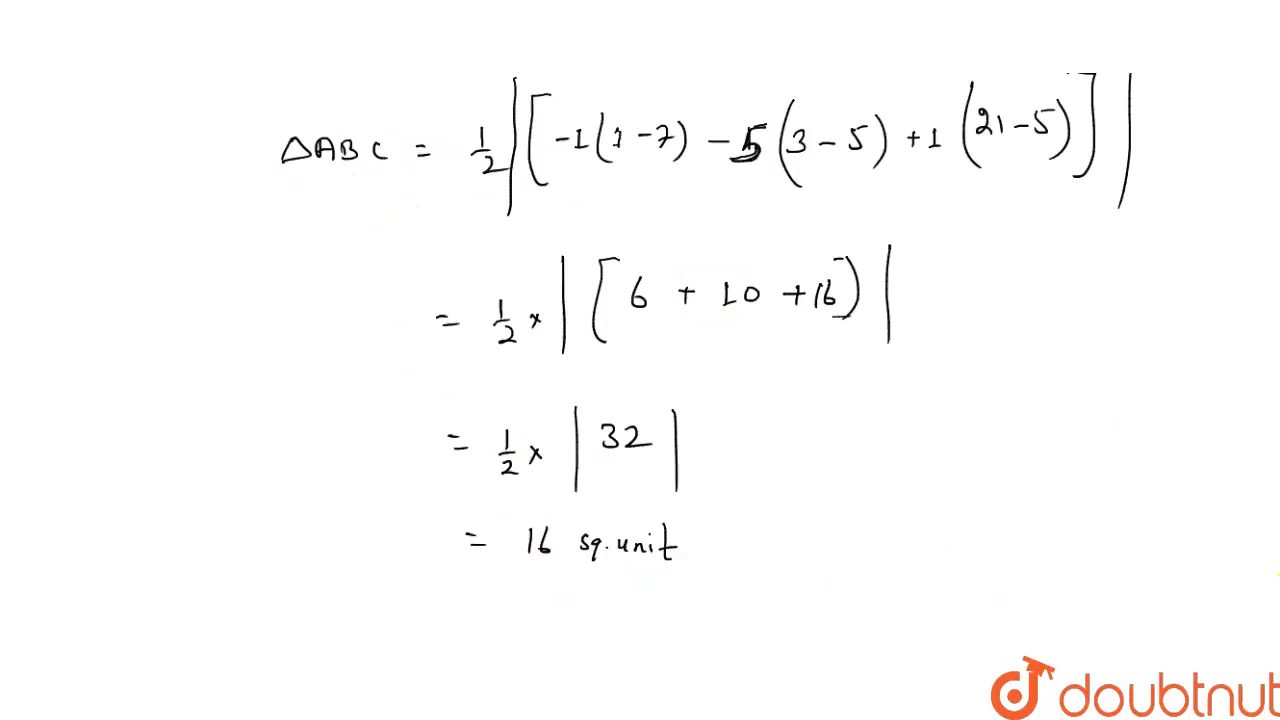 △ABC = 1/2 |[-1(1-7) - 5(3-5) + 1(21-5)]|
= 1/2 × |[6 + 10 + 16)|
= 1/2 × |32|
= 16 sq. unit
doubtnut